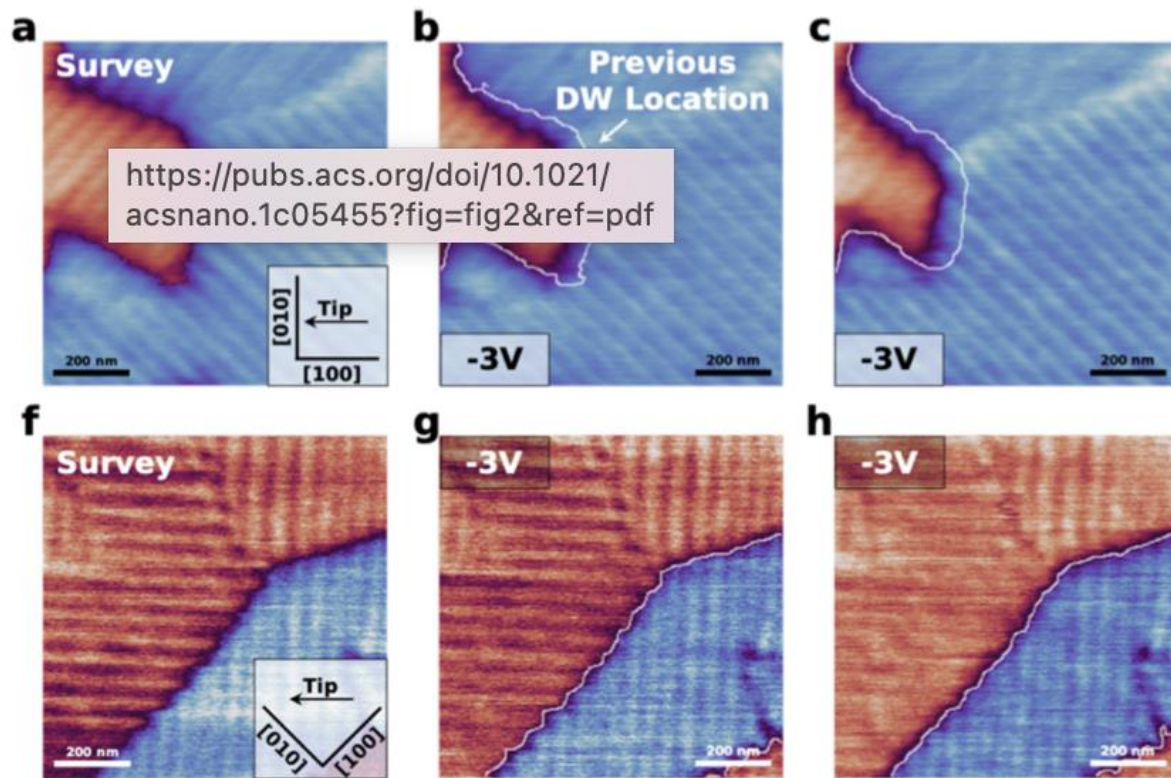 a
b
c
Survey
Previous
DW Location
https://pubs.acs.org/doi/10.1021/
acsnano.1c05455?fig=fig2&ref=pdf
[010]
Tip
[100]
200 nm
-3V
200 nm
-3V
200 nm
f
g
h
Survey
-3V
-3V
Tip
[010]
[100]
200 nm
200 nm
200 nm